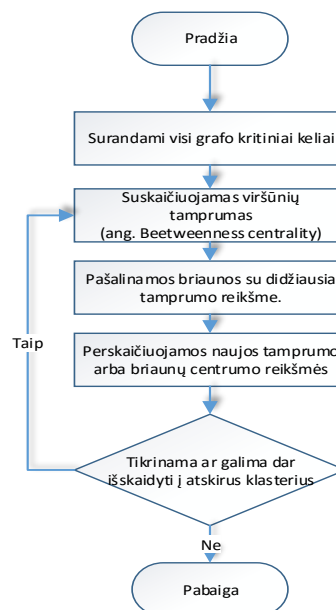 Pradžia
Surandami visi grafo kritiniai keliai
Suskaičiuojamas viršūnių
tamprumas
(ang. Beetweenness centrality)
Pašalinamos briaunos su didžiausia
tamprumo reikšme.
Perskaičiuojamos naujos tamprumo
arba briaunų centrumo reikšmės
Taip
Tikrinama ar galima dar
išskaidyti į atskirus klasterius
Ne
Pabaiga